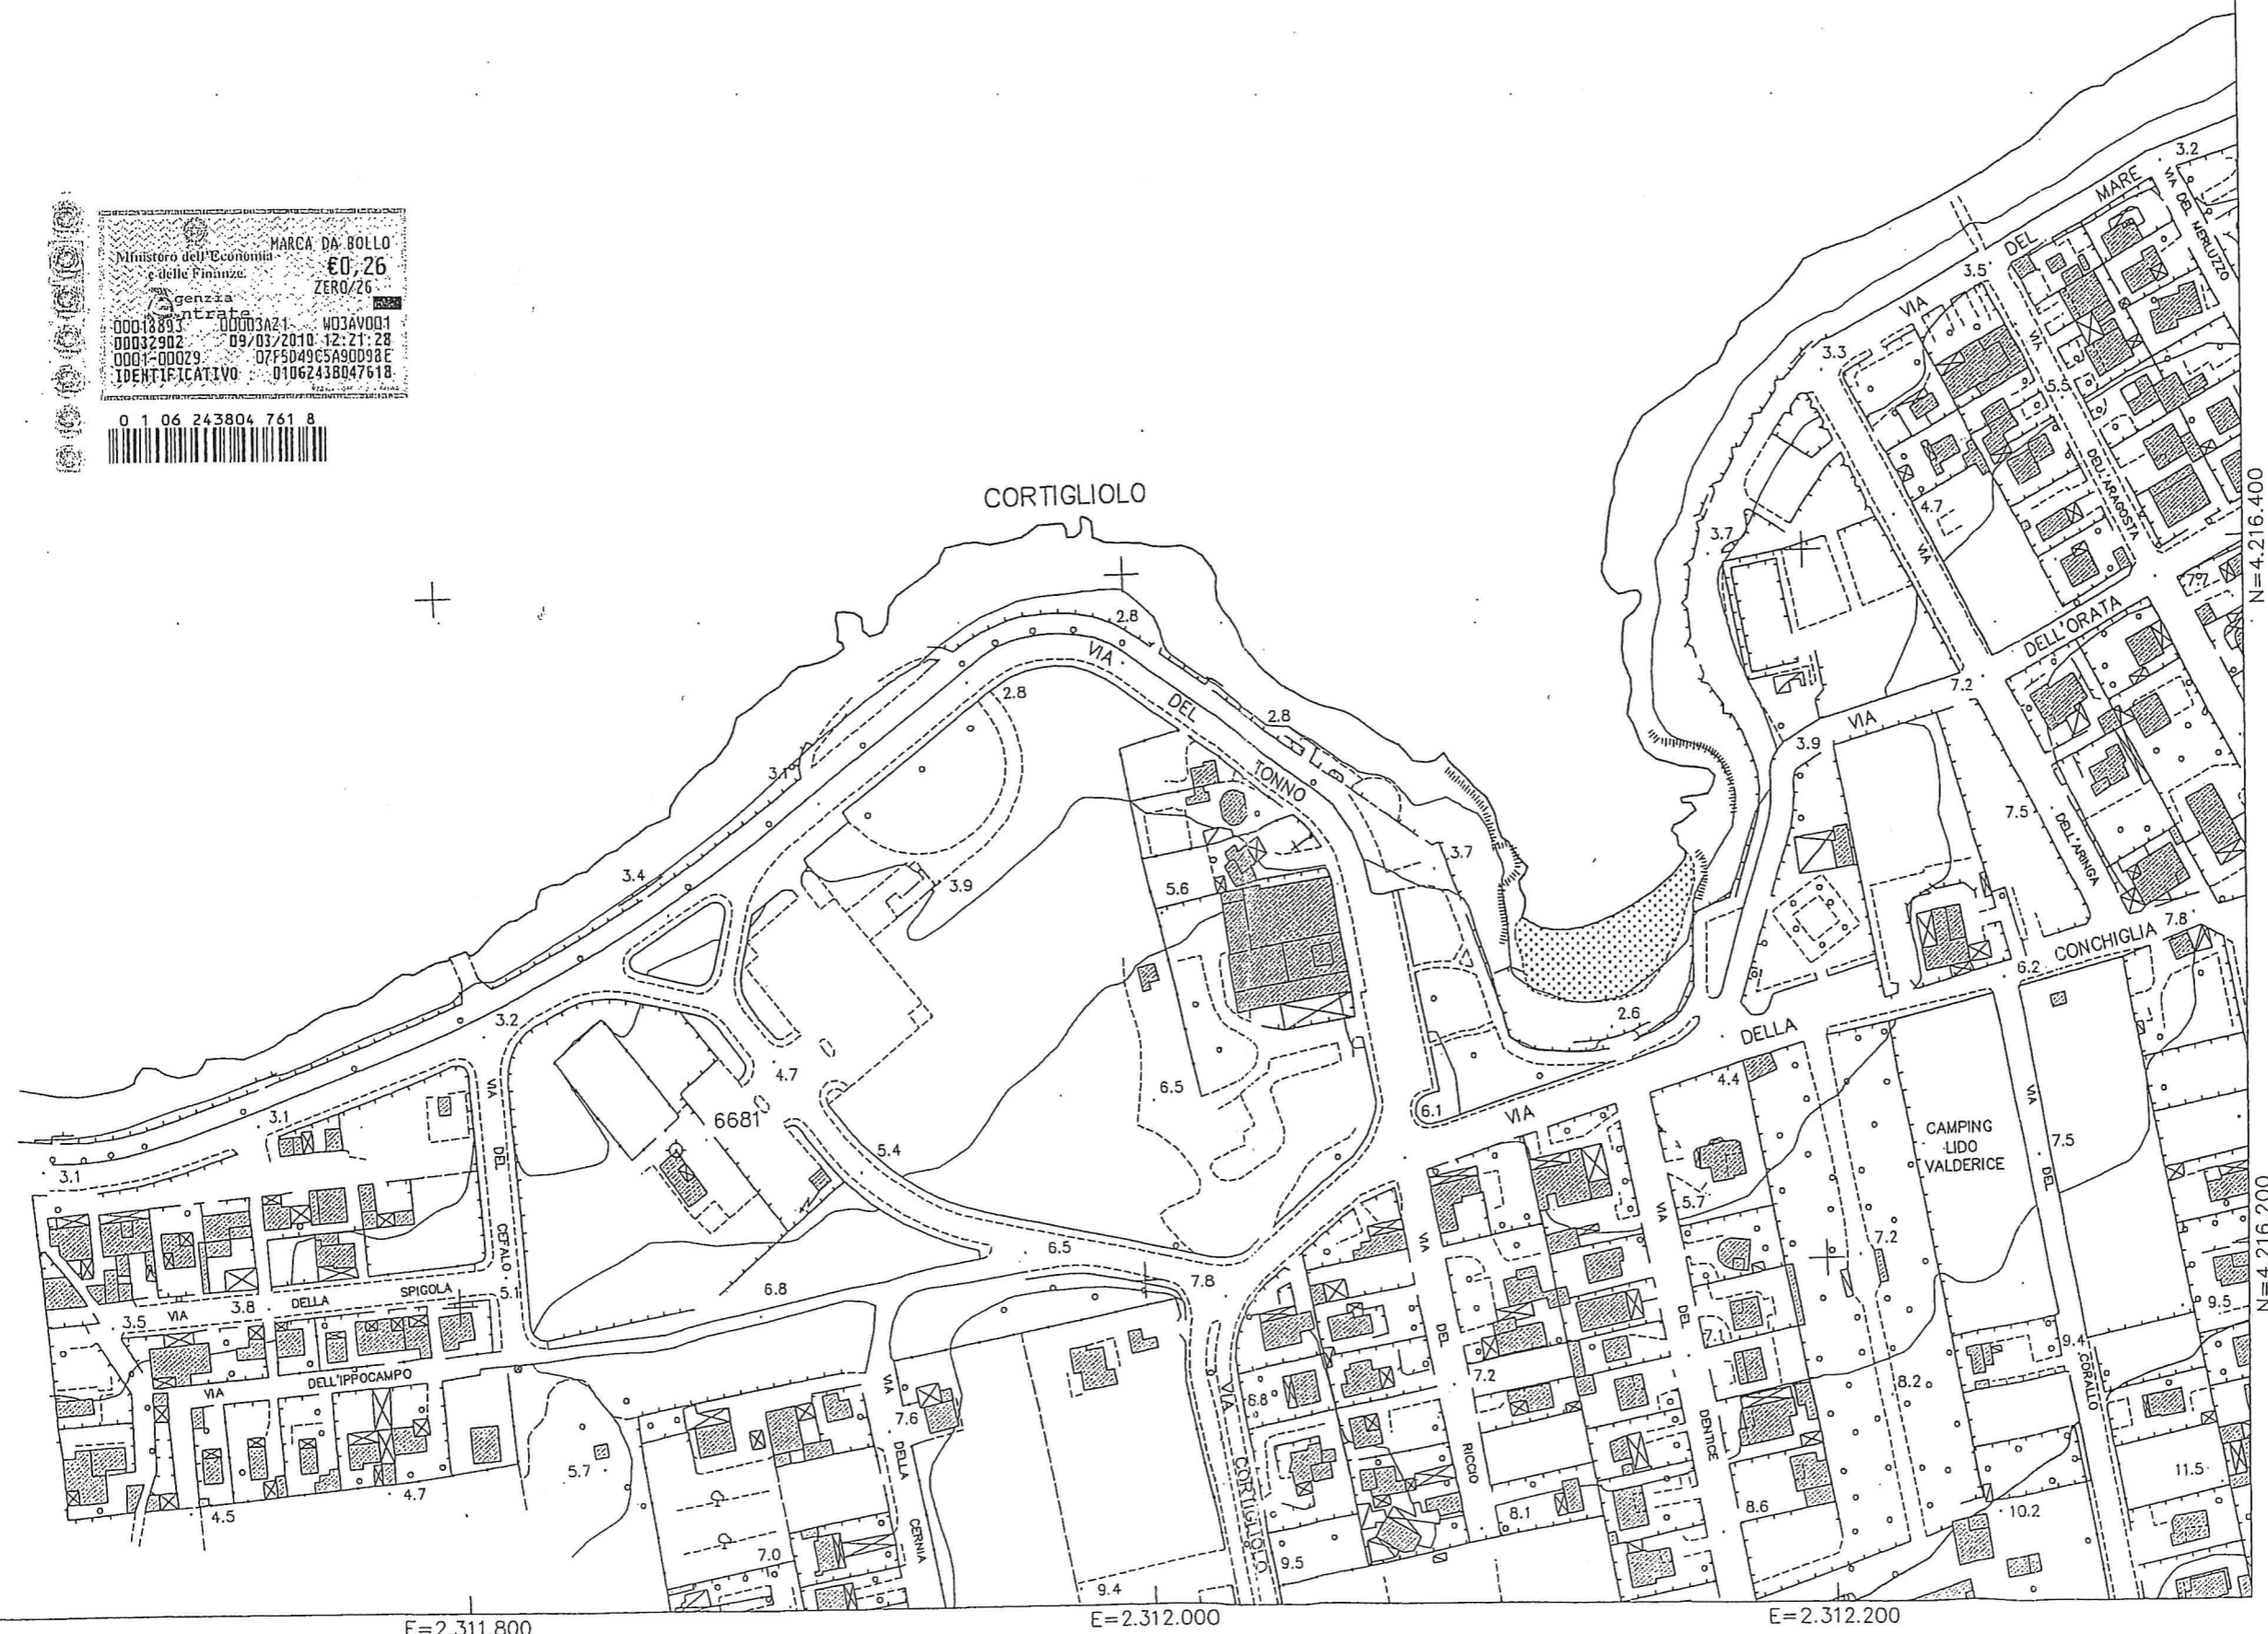 MARCA DA BOLLO
Ministero dell'Economia
e delle Finanze
€0,26
ZERO/26
genzia
ntrate
00018893 00003A21 W03AV001
00032902 09/03/2010 12:21:28
0001-00029 07F5D49C5A90D98E
IDENTIFICATIVO 01062438047618
0 1 06 243804 761 8
CORTIGLIOLO
3.2
MARE
DEL
VIA
VIA DEL MERLUZZO
3.5
3.3
VIA
5.5
DELL'ARAGOSTA
4.7
VIA
3.7
N=4.216.400
DELL'ORATA
7.2
VIA
3.9
7.5
DELL'ARINGA
2.8
VIA
DEL
TONNO
2.8
2.8
3.1
3.4
3.9
5.6
3.7
7.8
CONCHIGLIA
6.2
2.6
DELLA
VIA
4.4
6.1
3.2
4.7
6681
6.5
5.4
VIA
DEL
CEFALO
5.1
3.1
3.1
CAMPING
LIDO
VALDERICE
VIA
7.5
DEL
CORALLO
9.4
N=4.216.200
9.5
5.7
7.2
VIA
DEL
DENTICE
7.1
8.2
6.5
6.8
7.8
VIA
DELLA
SPIGOLA
3.8
3.5
VIA
DELL'IPPOCAMPO
VIA
DEL
RICCIO
7.2
VIA
CORTIGLIOLO
6.8
VIA
7.6
DELLA
CERNIA
5.7
4.7
4.5
7.0
9.4
9.5
8.1
8.6
10.2
11.5
E=2.311.800
E=2.312.000
E=2.312.200